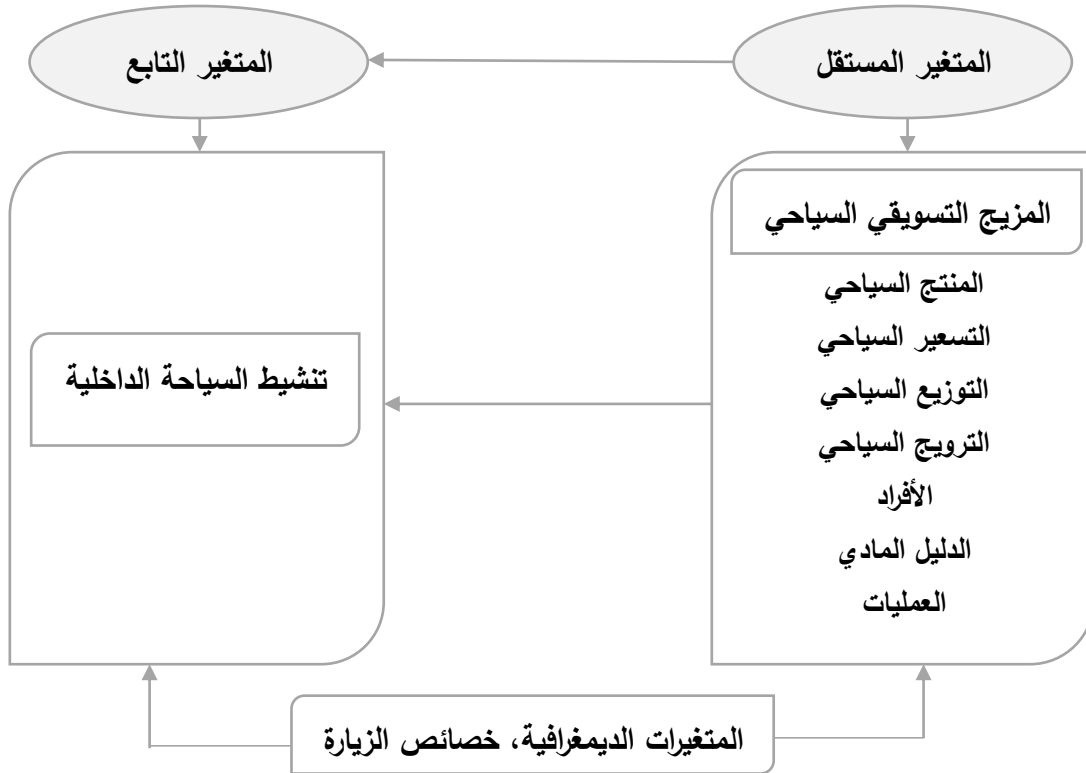 المتغير المستقل
المتغير التابع
المزيج التسويقي السياحي
المنتج السياحي
التسعير السياحي
التوزيع السياحي
الترويج السياحي
الأفراد
الدليل المادي
العمليات
تنشيط السياحة الداخلية
المتغيرات الديمغرافية، خصائص الزيارة